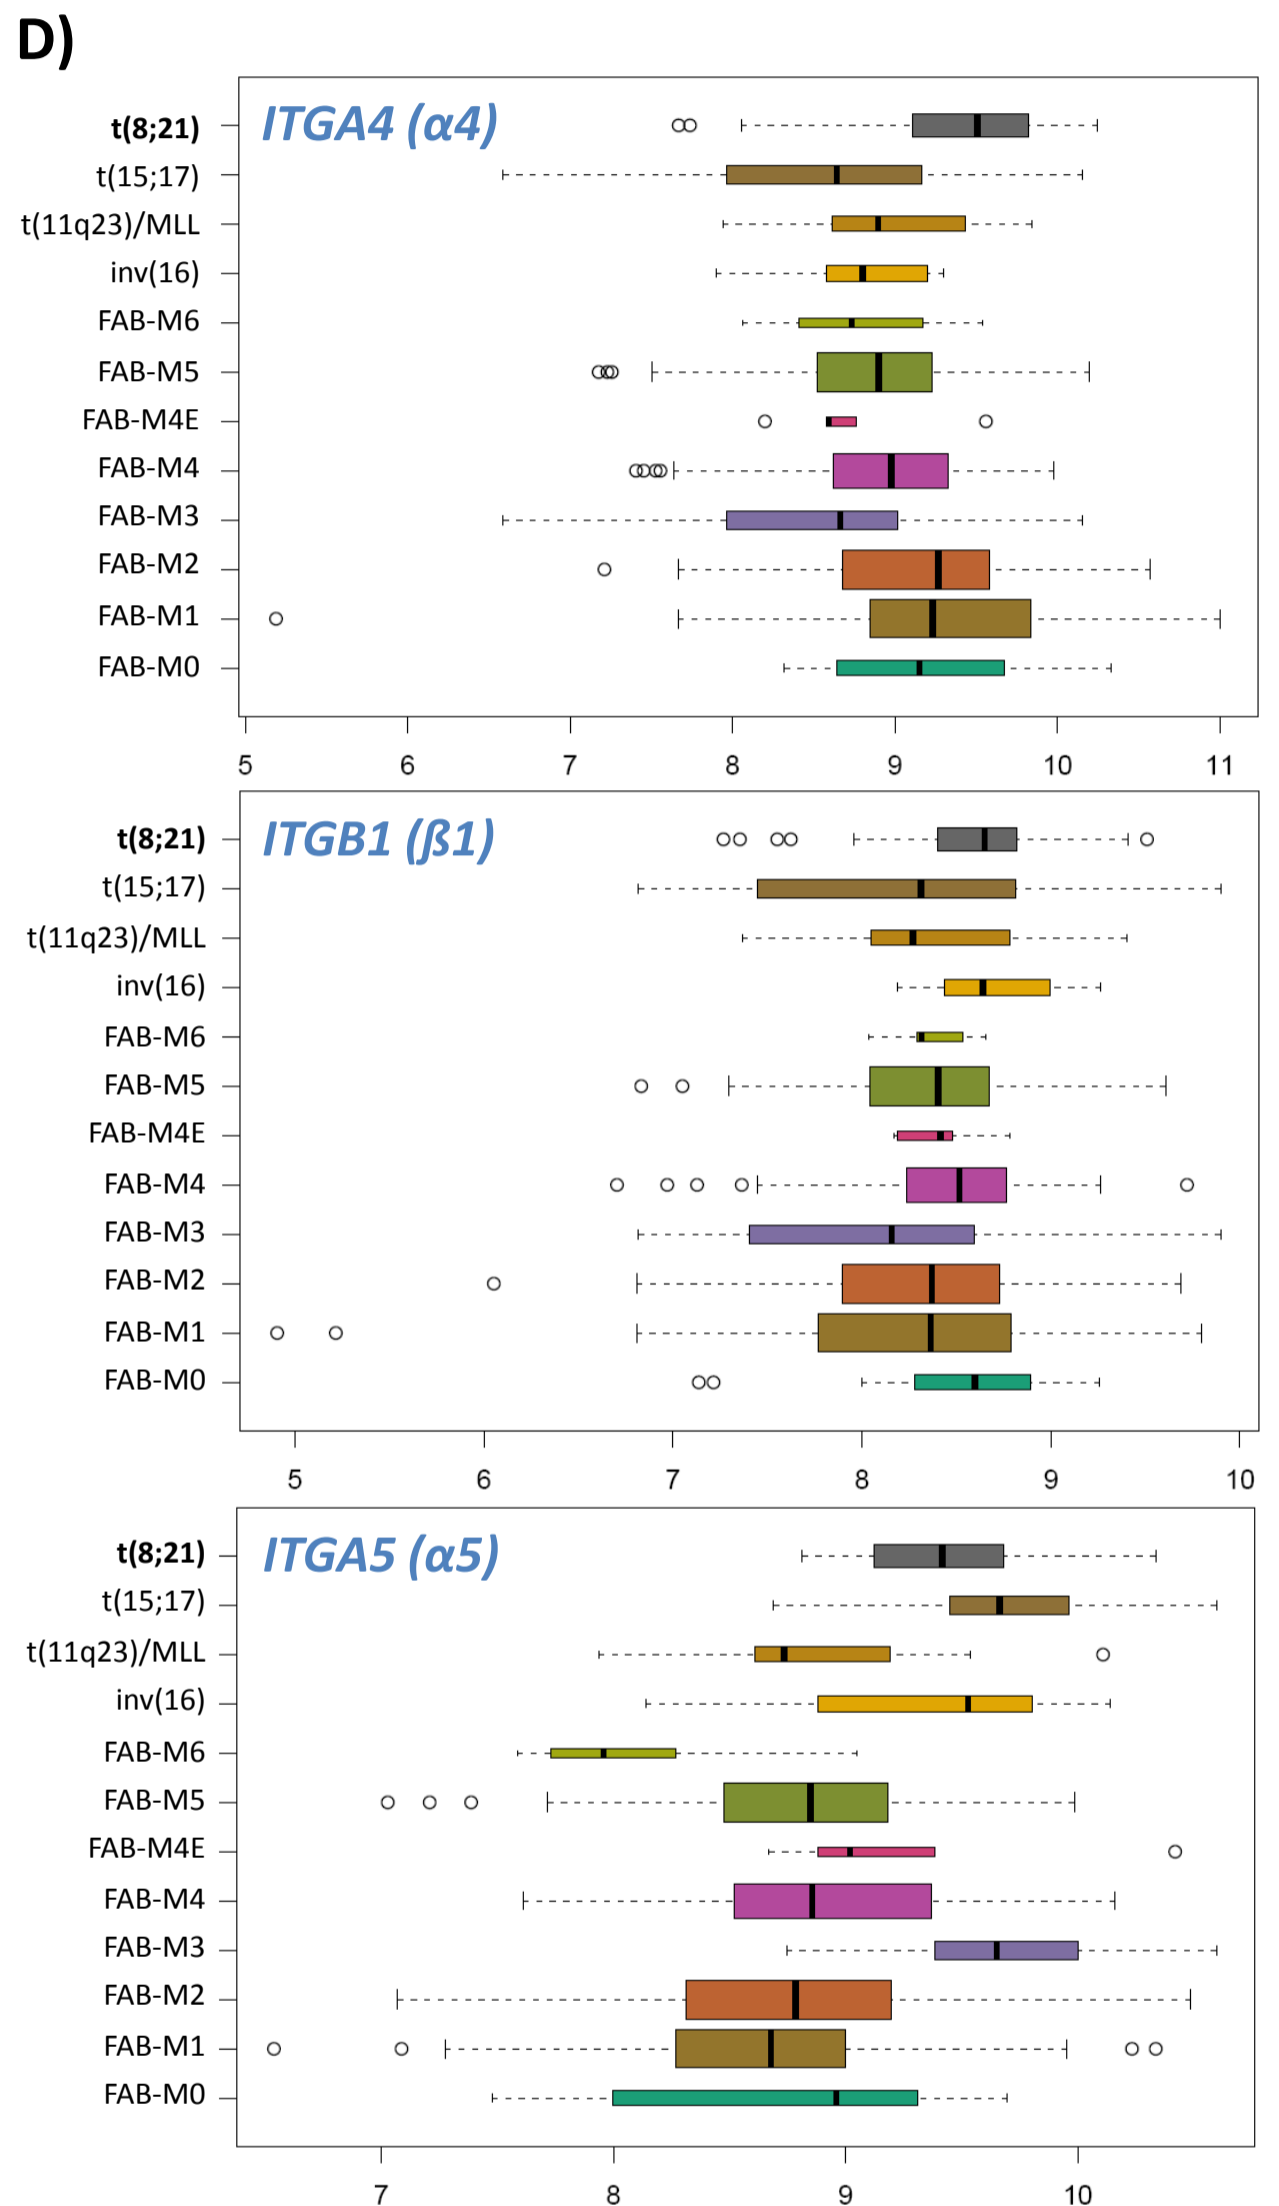 D)
ITGA4 (α4)
t(8;21)
t(15;17)
t(11q23)/MLL
inv(16)
FAB-M6
FAB-M5
FAB-M4E
FAB-M4
FAB-M3
FAB-M2
FAB-M1
FAB-M0
5 6 7 8 9 10 11
ITGB1 (ß1)
t(8;21)
t(15;17)
t(11q23)/MLL
inv(16)
FAB-M6
FAB-M5
FAB-M4E
FAB-M4
FAB-M3
FAB-M2
FAB-M1
FAB-M0
5 6 7 8 9 10
ITGA5 (α5)
t(8;21)
t(15;17)
t(11q23)/MLL
inv(16)
FAB-M6
FAB-M5
FAB-M4E
FAB-M4
FAB-M3
FAB-M2
FAB-M1
FAB-M0
7 8 9 10